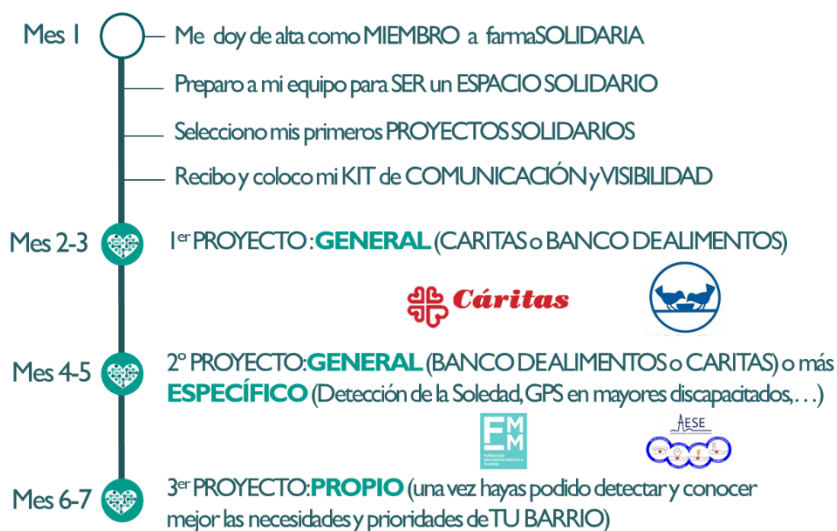 Mes 1
Me doy de alta como MIEMBRO a farmaSOLIDARIA
Preparo a mi equipo para SER un ESPACIO SOLIDARIO
Selecciono mis primeros PROYECTOS SOLIDARIOS
Recibo y coloco mi KIT de COMUNICACIÓN y VISIBILIDAD
Mes 2-3
1er PROYECTO: GENERAL (CARITAS o BANCO DE ALIMENTOS)
Cáritas
Mes 4-5
2º PROYECTO: GENERAL (BANCO DE ALIMENTOS o CARITAS) o más
ESPECÍFICO (Detección de la Soledad, GPS en mayores discapacitados,…)
EMM
AESE
Mes 6-7
3er PROYECTO: PROPIO (una vez hayas podido detectar y conocer
mejor las necesidades y prioridades de TU BARRIO)